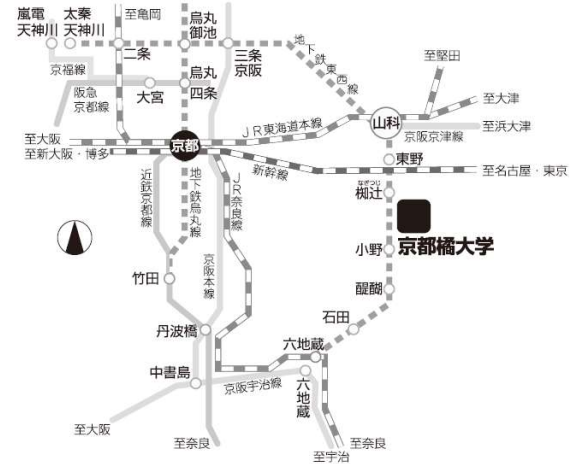 嵐電
天神川
太秦
天神川
至亀岡
烏丸
御池
二条
三条
京阪
地下鉄東西線
京福線
阪急
京都線
大宮
烏丸
四条
至堅田
至大津
山科
至浜大津
京阪京津線
至大阪
至新大阪・博多
京都
JR東海道本線
新幹線
東野
至名古屋・東京
なぎつじ
椥辻
近鉄京都線
地下鉄烏丸線
JR奈良線
京都橘大学
小野
京阪本線
竹田
醍醐
石田
丹波橋
六地蔵
中書島
京阪宇治線
六地蔵
至大阪
至奈良
至奈良
至宇治